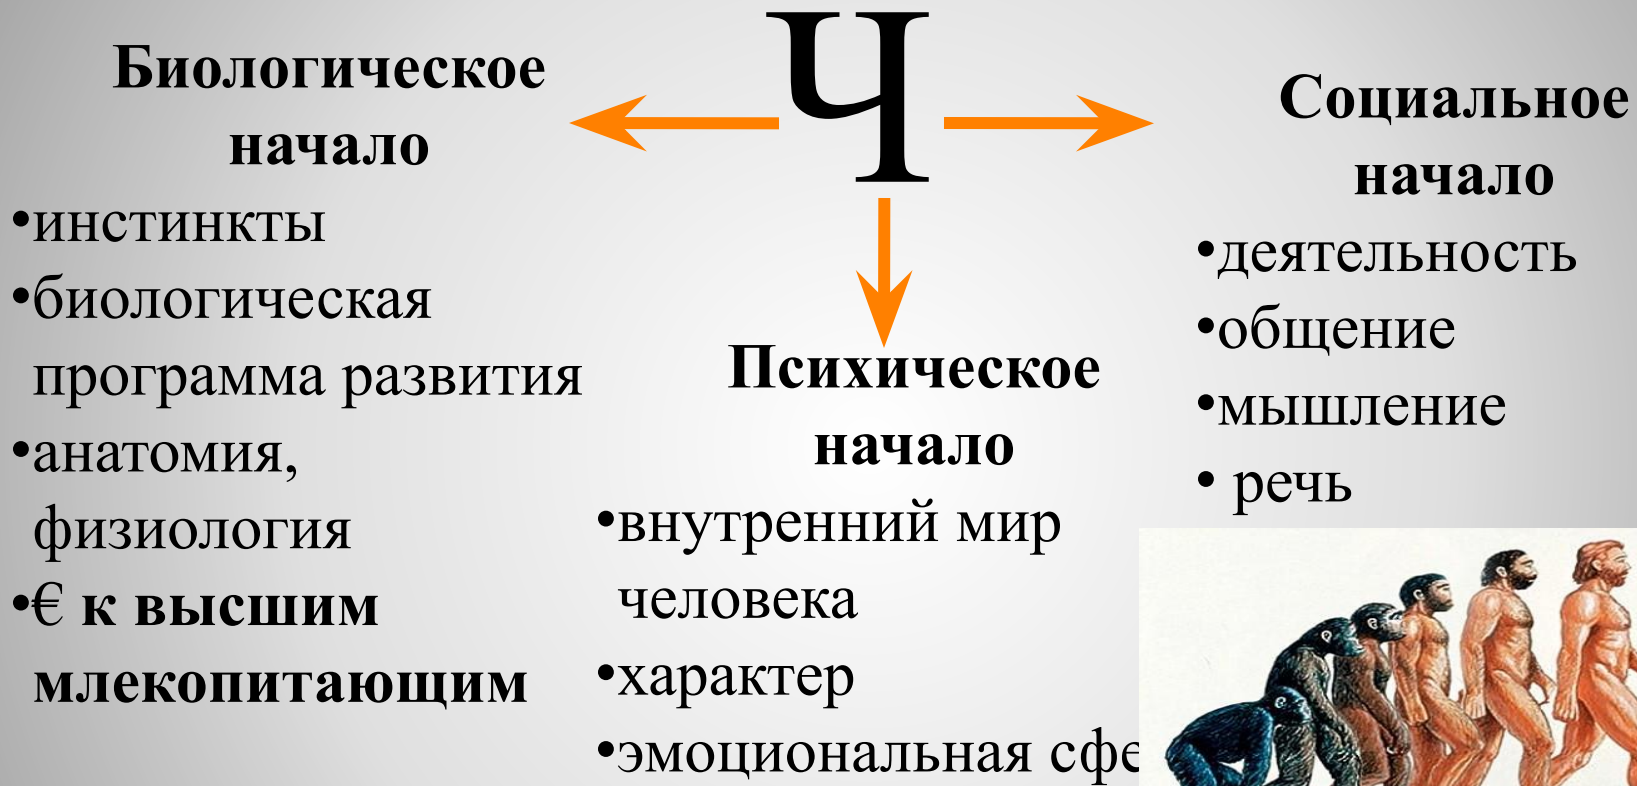 Ч
Биологическое
начало
•инстинкты
•биологическая
программа развития
•анатомия,
физиология
•€ к высшим
млекопитающим
Психическое
начало
•внутренний мир
человека
•характер
•эмоциональная
Социальное
начало
•деятельность
•общение
•мышление
• речь